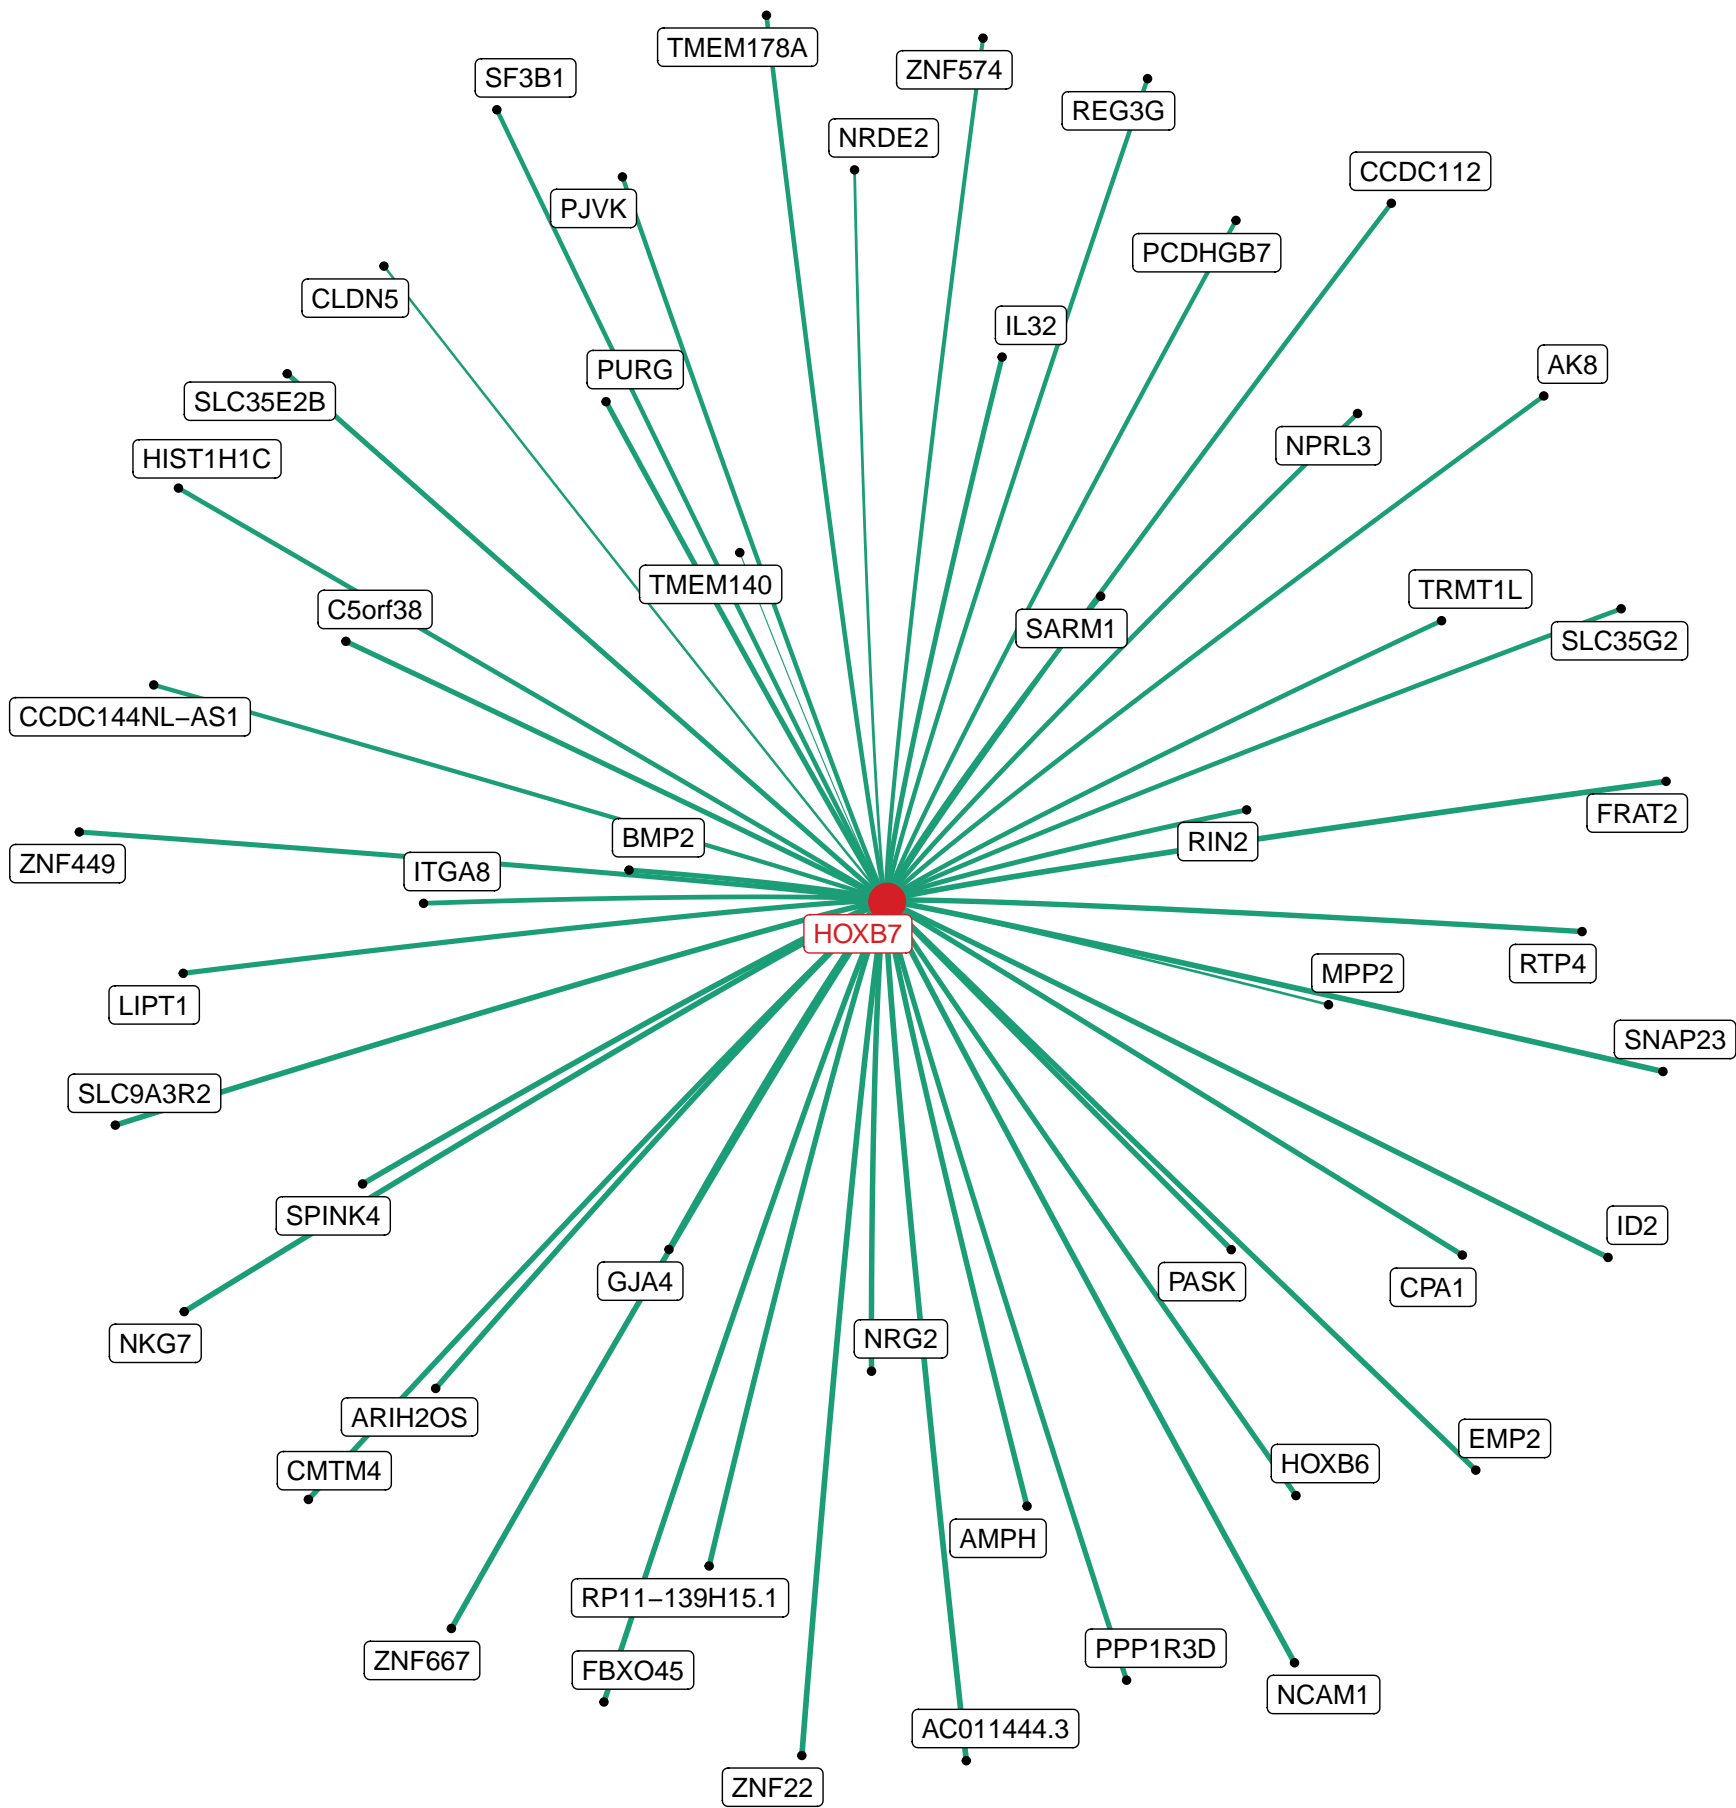 TMEM178A
ZNF574
SF3B1
REG3G
NRDE2
CCDC112
PJVK
PCDHGB7
CLDN5
IL32
AK8
PURG
SLC35E2B
NPRL3
HIST1H1C
TMEM140
TRMT1L
C5orf38
SARM1
SLC35G2
CCDC144NL−AS1
FRAT2
BMP2
RIN2
ZNF449
ITGA8
HOXB7
RTP4
MPP2
LIPT1
SNAP23
SLC9A3R2
SPINK4
ID2
GJA4
PASK
CPA1
NRG2
NKG7
ARIH2OS
EMP2
HOXB6
CMTM4
AMPH
RP11−139H15.1
PPP1R3D
ZNF667
FBXO45
NCAM1
AC011444.3
ZNF22